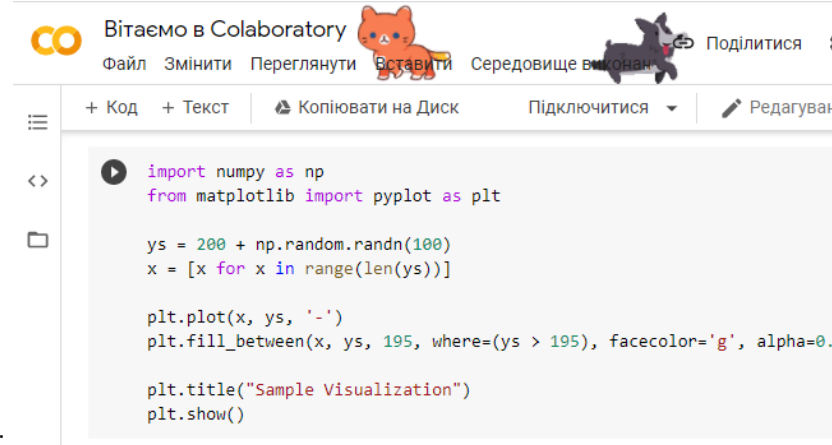 Вітаємо в Colaboratory
Файл Змінити Переглянути Вставити Середовище виконан
Поділитися
+ Код + Текст Копіювати на Диск Підключитися Редагуван
import numpy as np
from matplotlib import pyplot as plt
ys = 200 + np.random.randn(100)
x = [x for x in range(len(ys))]
plt.plot(x, ys, '-')
plt.fill_between(x, ys, 195, where=(ys > 195), facecolor='g', alpha=0.
plt.title("Sample Visualization")
plt.show()